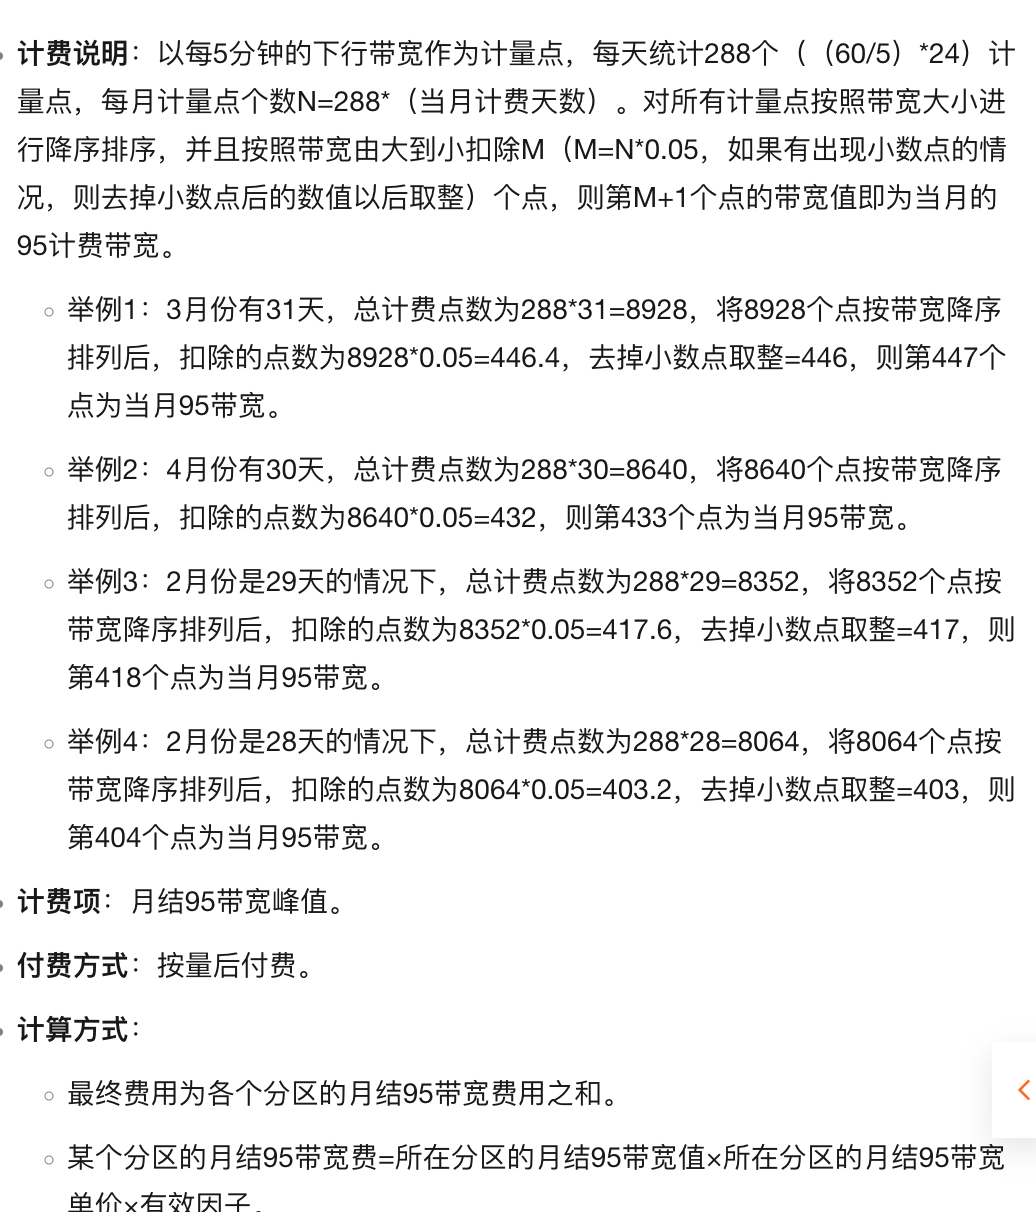 计费说明：以每5分钟的下行带宽作为计量点，每天统计288个（（60/5）*24）计
量点，每月计量点个数N=288*（当月计费天数）。对所有计量点按照带宽大小进
行降序排序，并且按照带宽由大到小扣除M（M=N*0.05，如果有出现小数点的情
况，则去掉小数点后的数值以后取整）个点，则第M+1个点的带宽值即为当月的
95计费带宽。
举例1：3月份有31天，总计费点数为288*31=8928，将8928个点按带宽降序
排列后，扣除的点数为8928*0.05=446.4，去掉小数点取整=446，则第447个
点为当月95带宽。
举例2：4月份有30天，总计费点数为288*30=8640，将8640个点按带宽降序
排列后，扣除的点数为8640*0.05=432，则第433个点为当月95带宽。
举例3：2月份是29天的情况下，总计费点数为288*29=8352，将8352个点按
带宽降序排列后，扣除的点数为8352*0.05=417.6，去掉小数点取整=417，则
第418个点为当月95带宽。
举例4：2月份是28天的情况下，总计费点数为288*28=8064，将8064个点按
带宽降序排列后，扣除的点数为8064*0.05=403.2，去掉小数点取整=403，则
第404个点为当月95带宽。
计费项：月结95带宽峰值。
付费方式：按量后付费。
计算方式：
最终费用为各个分区的月结95带宽费用之和。
某个分区的月结95带宽费=所在分区的月结95带宽值×所在分区的月结95带宽
单价×有效因子。